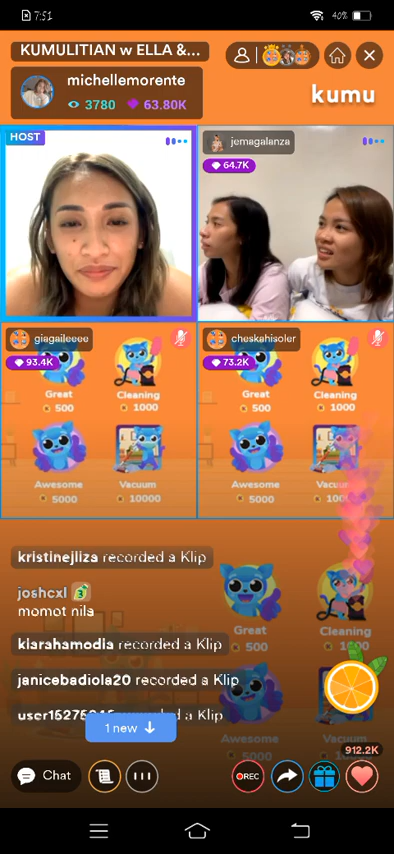 7:51
40%
KUMULITIAN w ELLA &...
michellemorente
3780
63.80K
kumu
HOST
jemagalanza
64.7K
giagaileeee
93.4K
Great
500
Cleaning
1000
Awesome
5000
Vacuum
10000
cheskahisoler
73.2K
Great
500
Cleaning
1000
Awesome
5000
Vacuum
10000
kristinejliza recorded a Klip
joshcxl 3
momot nila
kiarahamodia recorded a Klip
janicebadiola20 recorded a Klip
a Klip
1 new
Great
500
Cleaning
1000
Awesome
5000
912.2K
Chat
REC